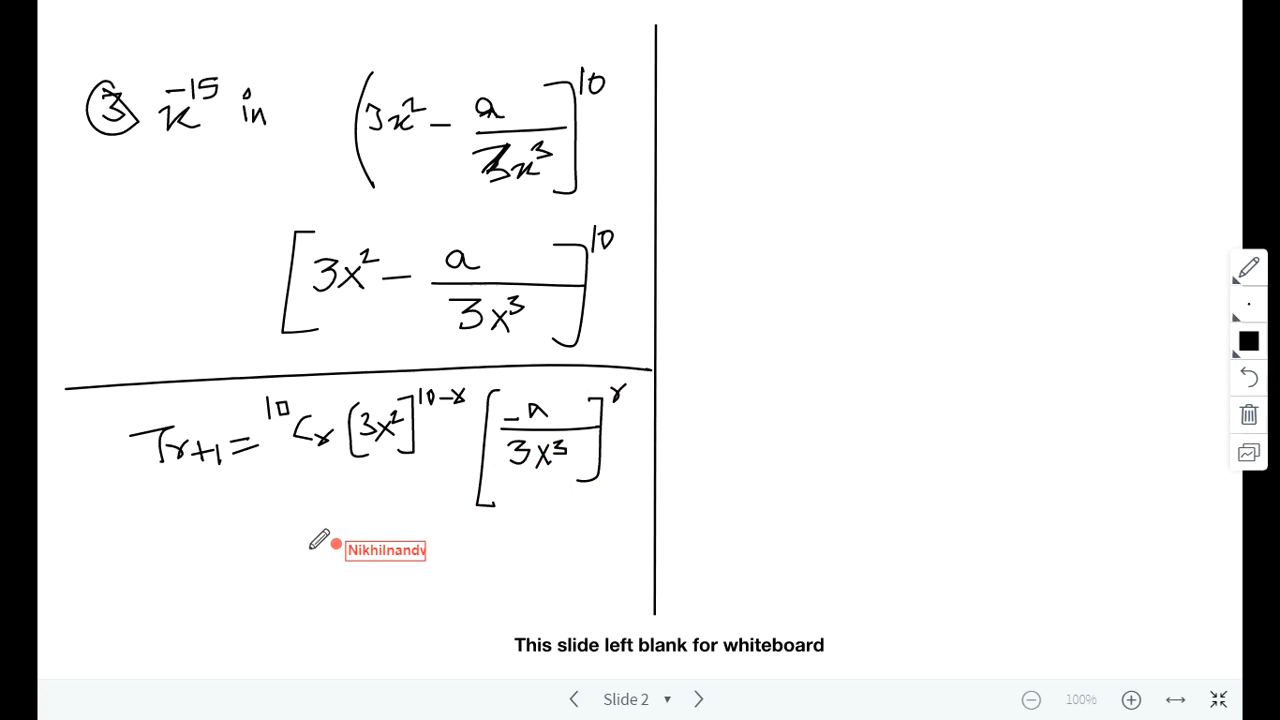 ③ x⁻¹⁵ in (3x² − a/3x³]¹⁰
[3x² − a/3x³]¹⁰
Tr+1 = ¹⁰Cr [3x²]¹⁰⁻ʳ [−a/3x³]ʳ
Nikhilnandv
This slide left blank for whiteboard
Slide 2
100%